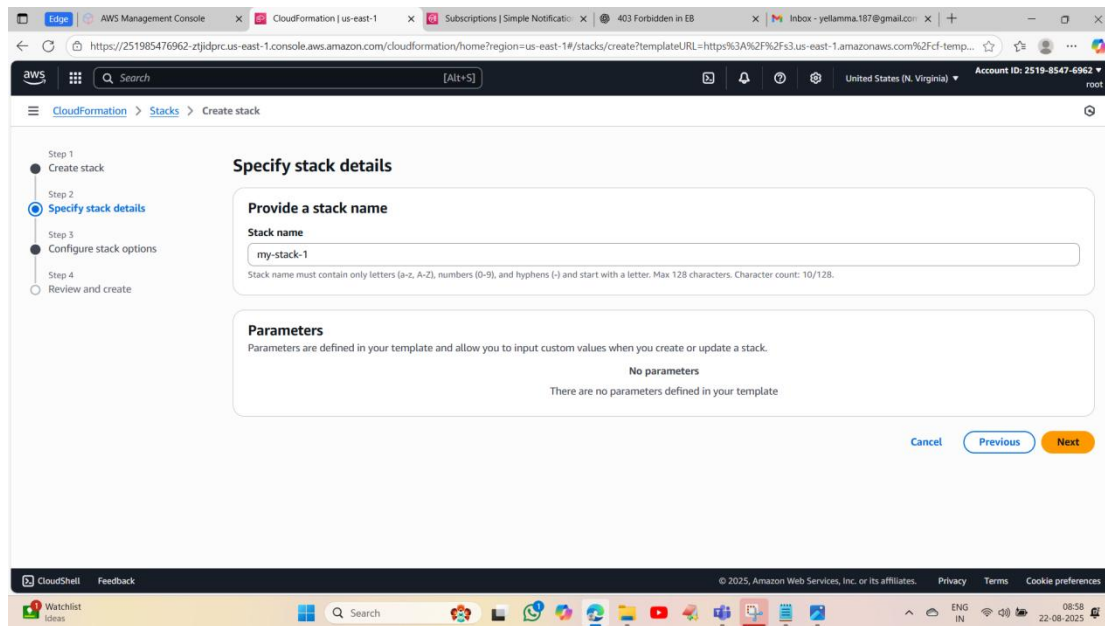 Edge
AWS Management Console
CloudFormation | us-east-1
Subscriptions | Simple Notificatio
403 Forbidden in EB
Inbox - yellamma.187@gmail.com
https://251985476962-ztjidprc.us-east-1.console.aws.amazon.com/cloudformation/home?region=us-east-1#/stacks/create?templateURL=https%3A%2F%2Fs3.us-east-1.amazonaws.com%2Fcf-temp...
aws
Search
[Alt+S]
United States (N. Virginia)
Account ID: 2519-8547-6962
root
CloudFormation > Stacks > Create stack
Step 1
Create stack
Step 2
Specify stack details
Step 3
Configure stack options
Step 4
Review and create
Specify stack details
Provide a stack name
Stack name
my-stack-1
Stack name must contain only letters (a-z, A-Z), numbers (0-9), and hyphens (-) and start with a letter. Max 128 characters. Character count: 10/128.
Parameters
Parameters are defined in your template and allow you to input custom values when you create or update a stack.
No parameters
There are no parameters defined in your template
Cancel
Previous
Next
CloudShell
Feedback
© 2025, Amazon Web Services, Inc. or its affiliates.
Privacy
Terms
Cookie preferences
Watchlist
Ideas
Search
ENG
IN
08:58
22-08-2025